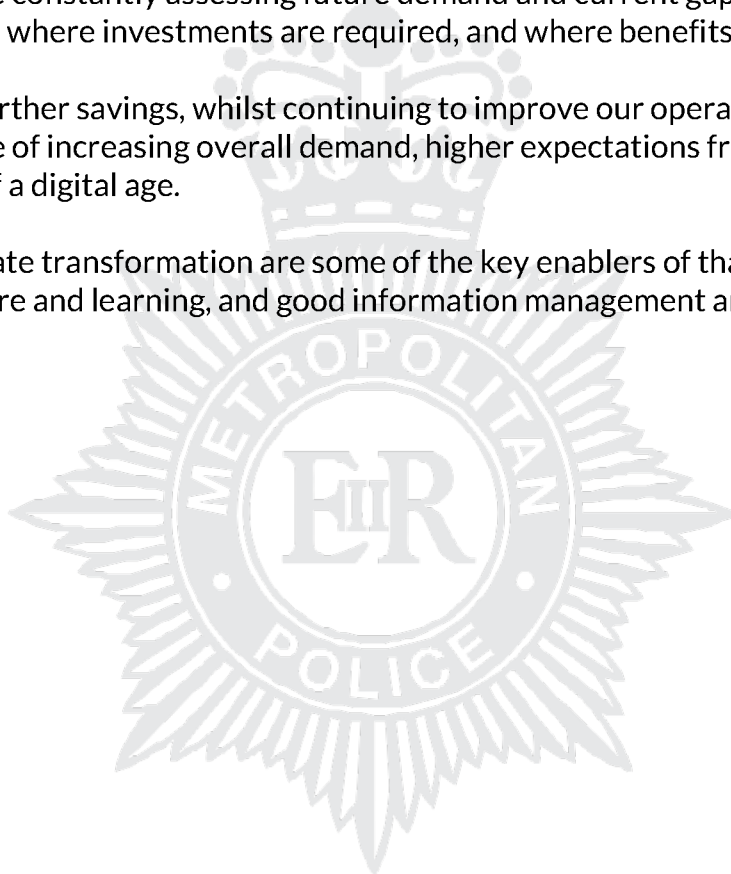 constantly assessing future demand and current gap
where investments are required, and where benefits
rther savings, whilst continuing to improve our opera
e of increasing overall demand, higher expectations fr
f a digital age.
ate transformation are some of the key enablers of tha
re and learning, and good information management a
METROPOLITAN
EIIR
POLICE